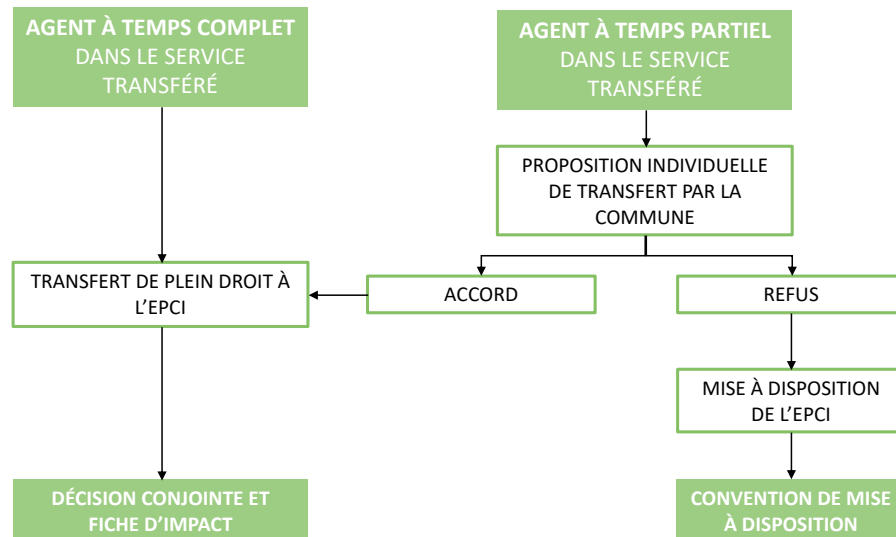 AGENT À TEMPS COMPLET
DANS LE SERVICE
TRANSFÉRÉ
AGENT À TEMPS PARTIEL
DANS LE SERVICE
TRANSFÉRÉ
PROPOSITION INDIVIDUELLE
DE TRANSFERT PAR LA
COMMUNE
TRANSFERT DE PLEIN DROIT À
L'EPCI
ACCORD
REFUS
MISE À DISPOSITION
DE L'EPCI
DÉCISION CONJOINTE ET
FICHE D'IMPACT
CONVENTION DE MISE
À DISPOSITION